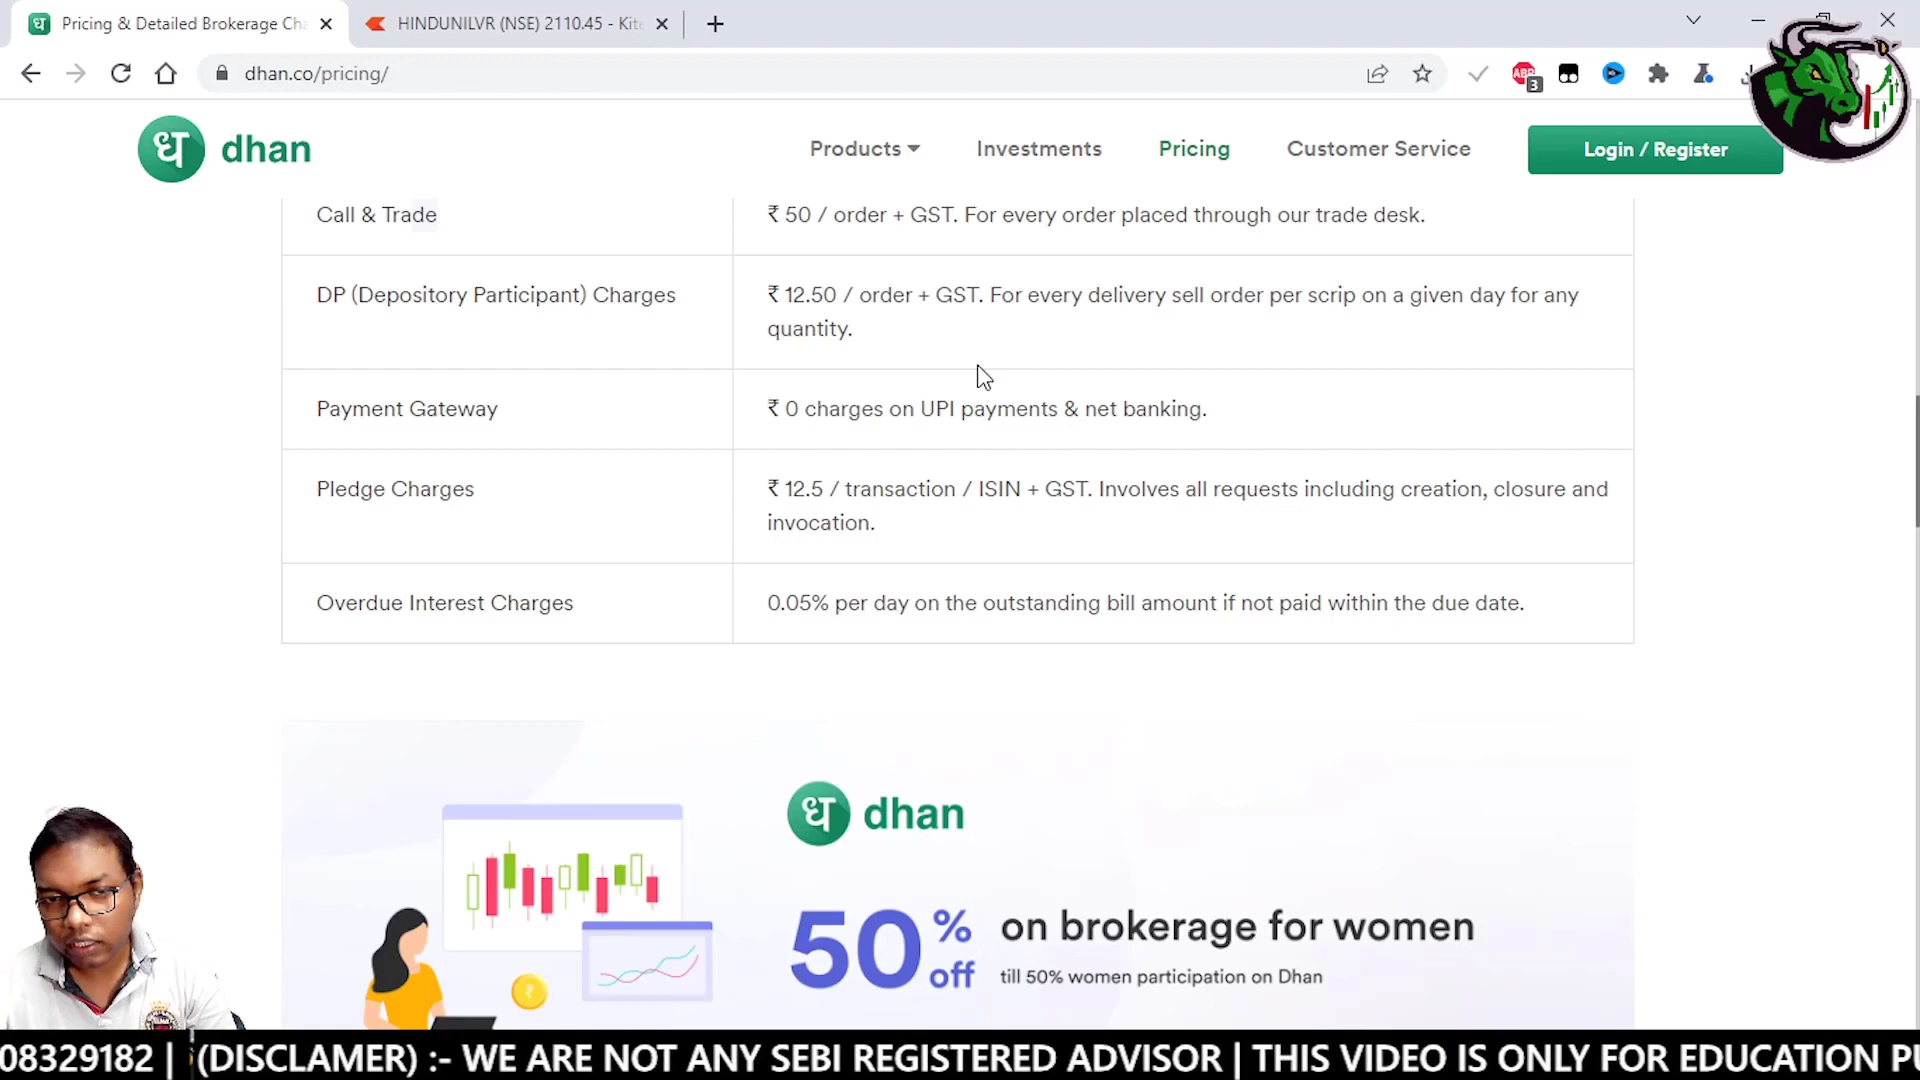 Pricing & Detailed Brokerage Cha
HINDUNILVR (NSE) 2110.45 - Kite
dhan.co/pricing/
ABP
3
ध dhan
Products
Investments
Pricing
Customer Service
Login / Register
Call & Trade
₹ 50 / order + GST. For every order placed through our trade desk.
DP (Depository Participant) Charges
₹ 12.50 / order + GST. For every delivery sell order per scrip on a given day for any
quantity.
Payment Gateway
₹ 0 charges on UPI payments & net banking.
Pledge Charges
₹ 12.5 / transaction / ISIN + GST. Involves all requests including creation, closure and
invocation.
Overdue Interest Charges
0.05% per day on the outstanding bill amount if not paid within the due date.
ध dhan
50 % off on brokerage for women
till 50% women participation on Dhan
08329182 | (DISCLAMER) :- WE ARE NOT ANY SEBI REGISTERED ADVISOR | THIS VIDEO IS ONLY FOR EDUCATION PU